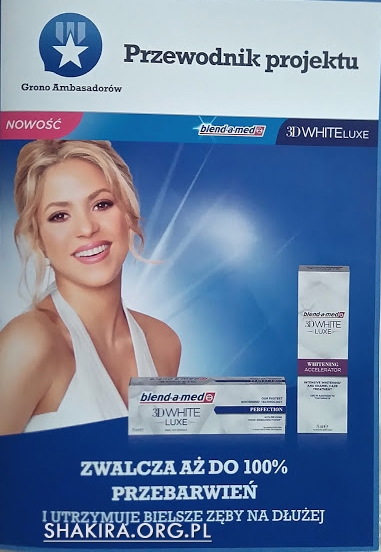 Przewodnik projektu
Grono Ambasadorów
NOWOŚĆ
blend-a-med
3D WHITE LUXE
blend-a-med
3D WHITE
LUXE
WHITENING
ACCELERATOR
blend-a-med
3D WHITE
LUXE
PERFECTION
ZWALCZA AŻ DO 100%
PRZEBARWIEŃ
I UTRZYMUJE BIELSZE ZĘBY NA DŁUŻEJ
SHAKIRA.ORG.PL